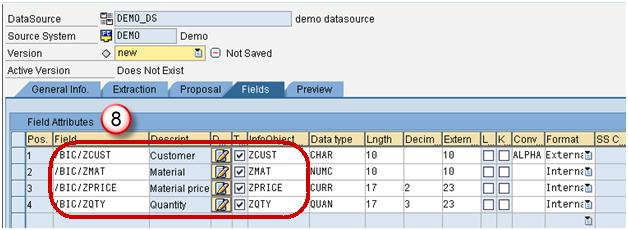 DataSource DEMO_DS demo datasource
Source System DEMO Demo
Version new Not Saved
Active Version Does Not Exist
General Info. Extraction Proposal Fields Preview
Field Attributes 8
Pos. Field Descript D... T... InfoObject... Data type Lngth Decim Extern L... K... Conv Format SS C
1 /BIC/ZCUST Customer ZCUST CHAR 10 10 ALPHA Externa
2 /BIC/ZMAT Material ZMAT NUMC 10 10 Interna
3 /BIC/ZPRICE Material price ZPRICE CURR 17 2 23 Interna
4 /BIC/ZQTY Quantity ZQTY QUAN 17 3 23 Interna